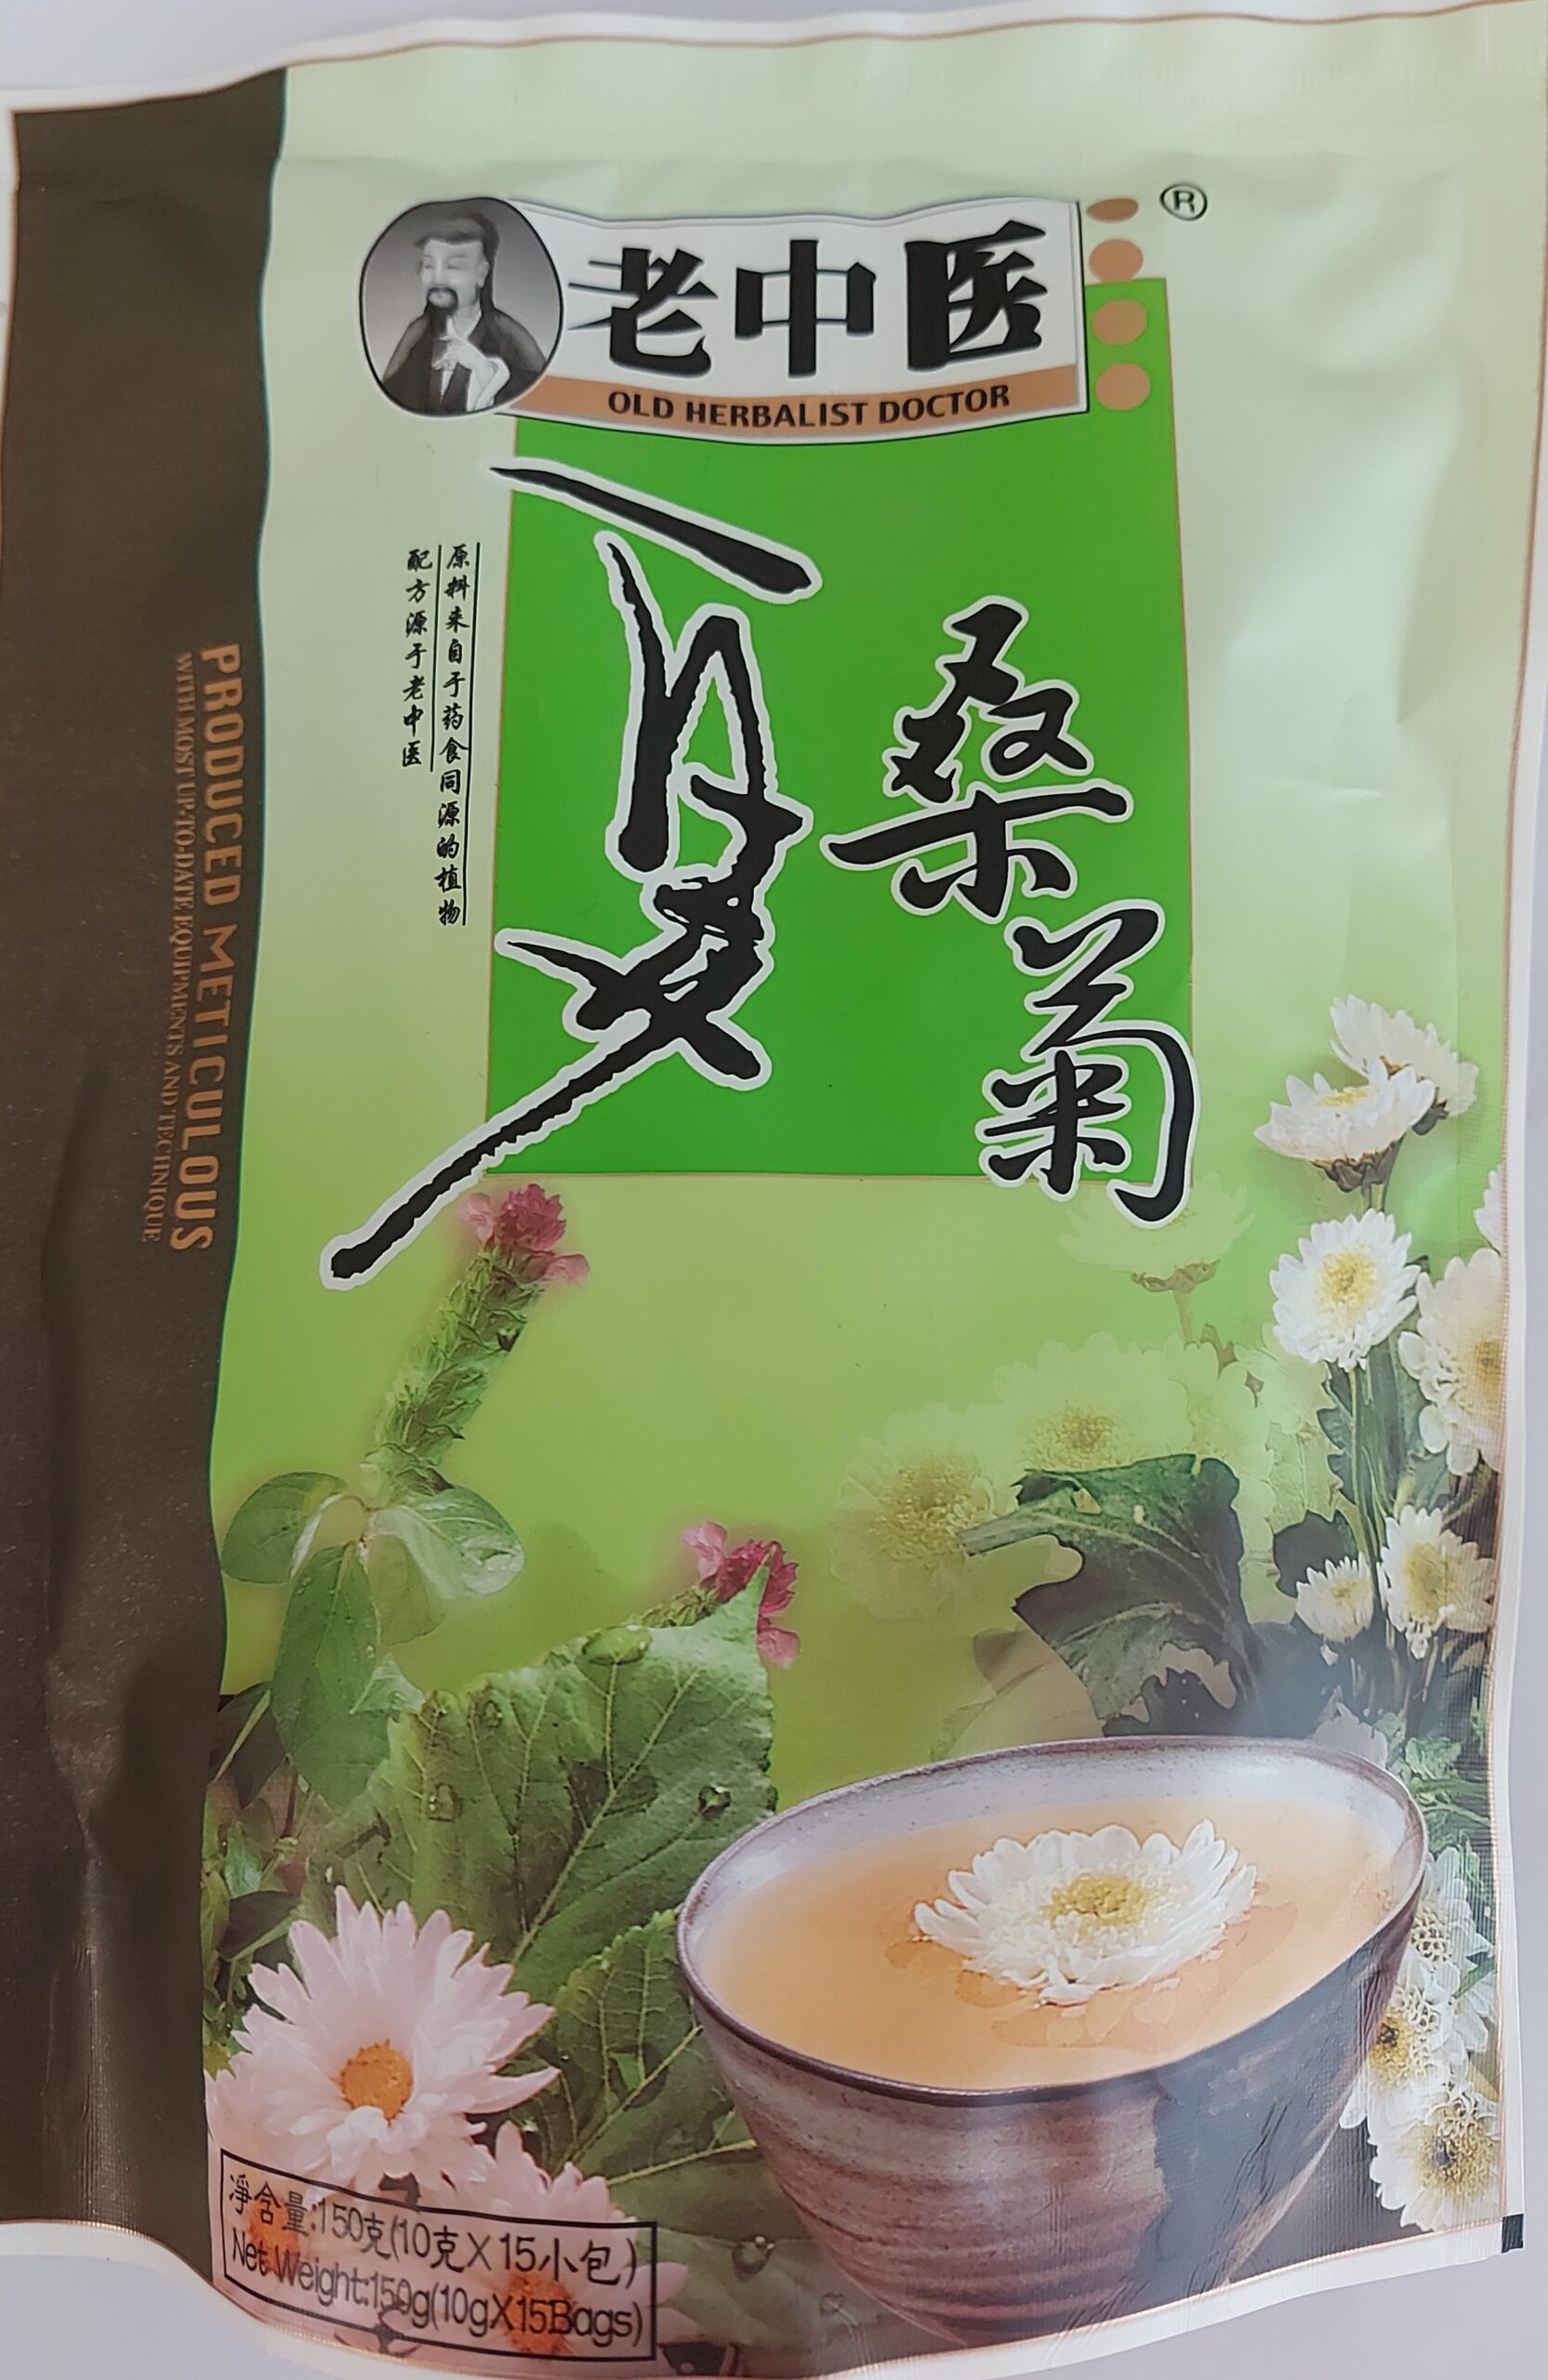 老中医
®
OLD HERBALIST DOCTOR
夏桑菊
原料来自于药食同源的植物
配方源于老中医
PRODUCED METICULOUS
WITH MOST UP-TO-DATE EQUIPMENTS AND TECHNIQUE
淨含量:150克(10克X15小包)
Net Weight:150g(10gX15Bags)